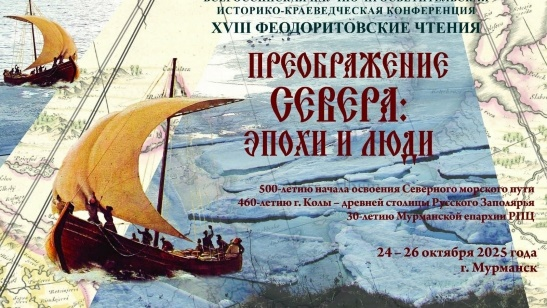 ИСТОРИКО-КРАЕВЕДЧЕСКАЯ КОНФЕРЕНЦИЯ
XVIII ФЕОДОРИТОВСКИЕ ЧТЕНИЯ
ПРЕОБРАЖЕНИЕ
СЕВЕРА:
ЭПОХИ И ЛЮДИ
500-летию начала освоения Северного морского пути
460-летию г. Колы – древней столицы Русского Заполярья
30-летию Мурманской епархии РПЦ
24 – 26 октября 2025 года
г. Мурманск